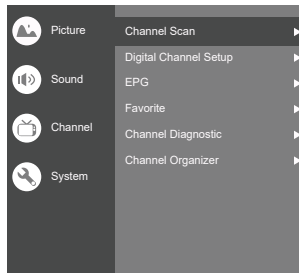 Picture
Sound
Channel
System
Channel Scan
Digital Channel Setup
EPG
Favorite
Channel Diagnostic
Channel Organizer